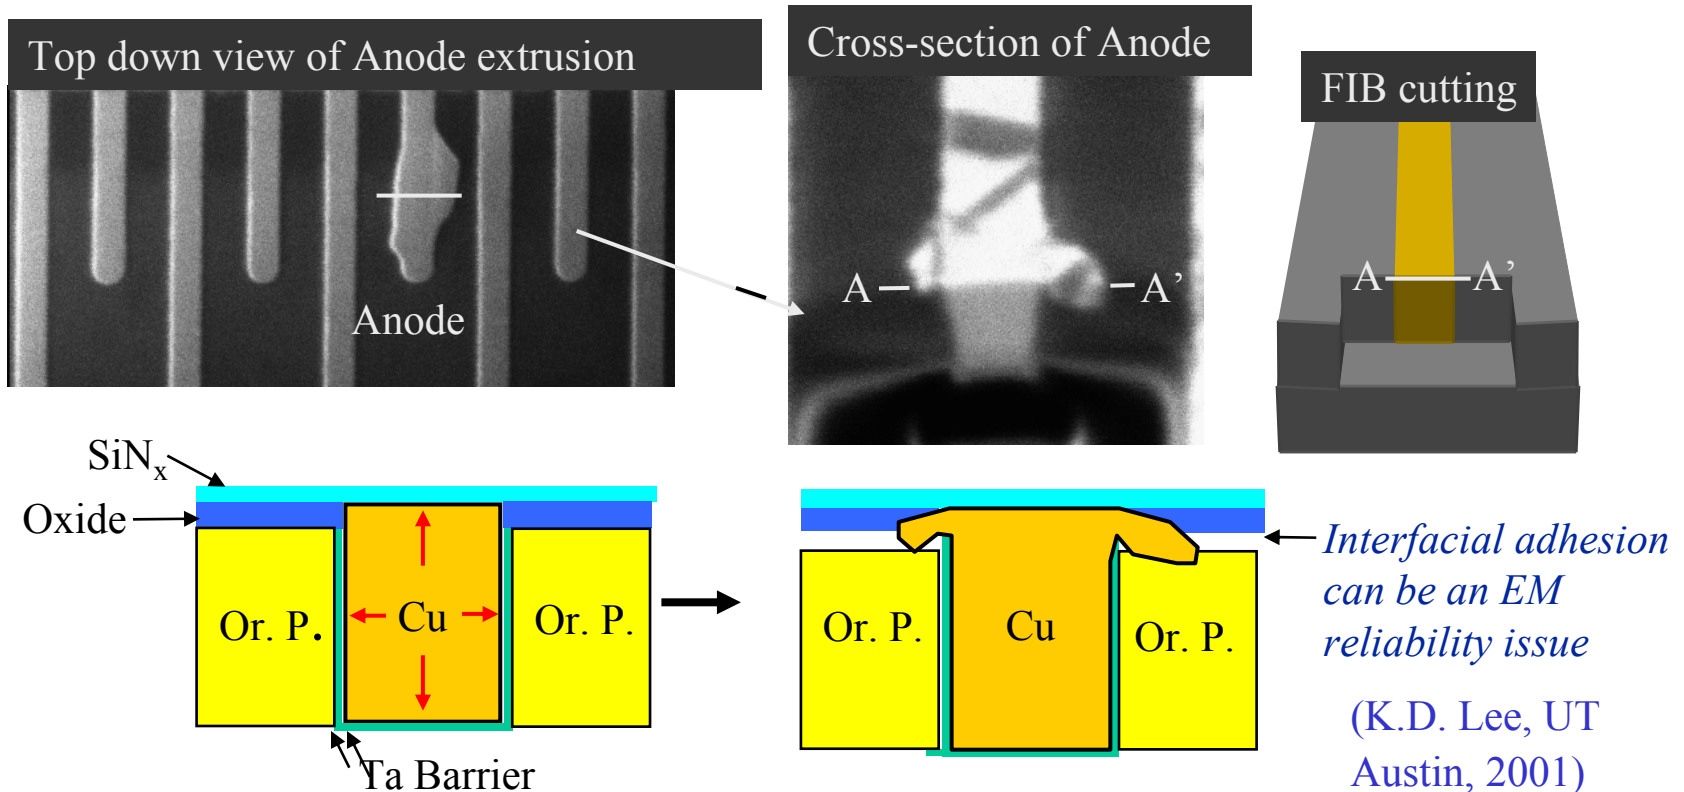 Top down view of Anode extrusion
Cross-section of Anode
FIB cutting
Anode
A
A’
A
A’
SiNx
Oxide
Or. P.
Cu
Or. P.
Ta Barrier
Or. P.
Cu
Or. P.
Interfacial adhesion
can be an EM
reliability issue
(K.D. Lee, UT
Austin, 2001)